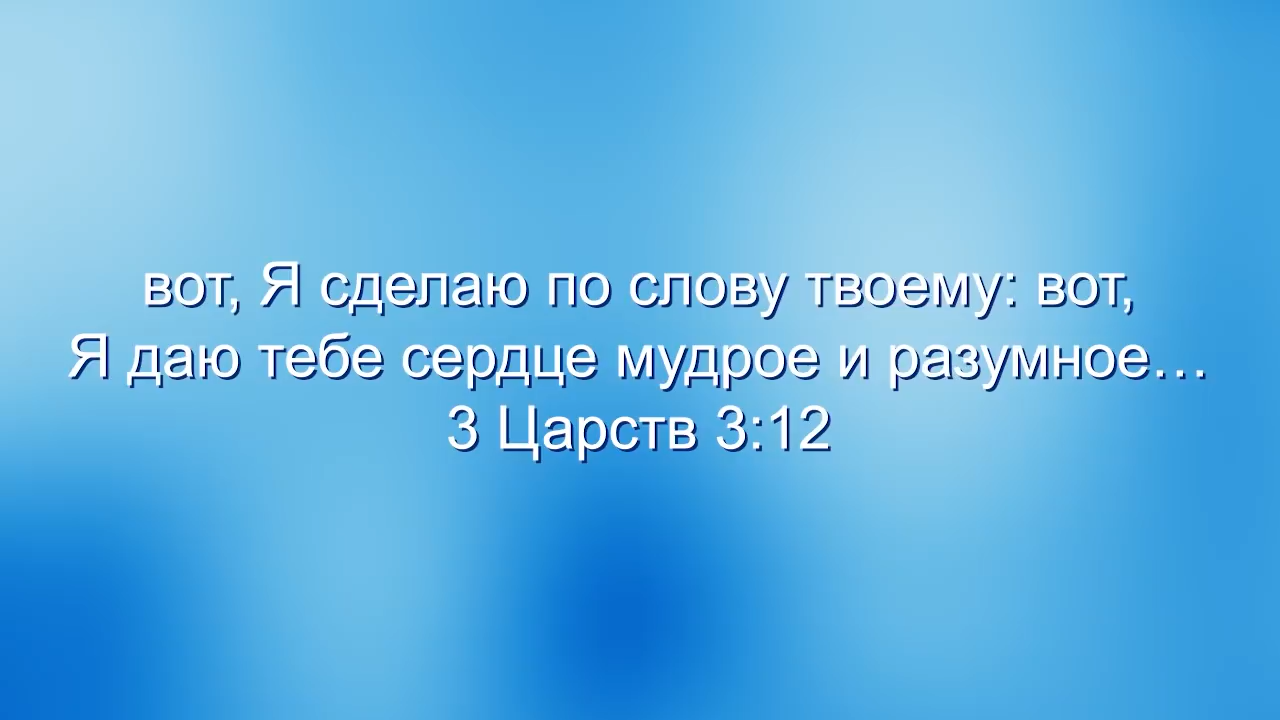 вот, Я сделаю по слову твоему: вот,
Я даю тебе сердце мудрое и разумное…
3 Царств 3:12